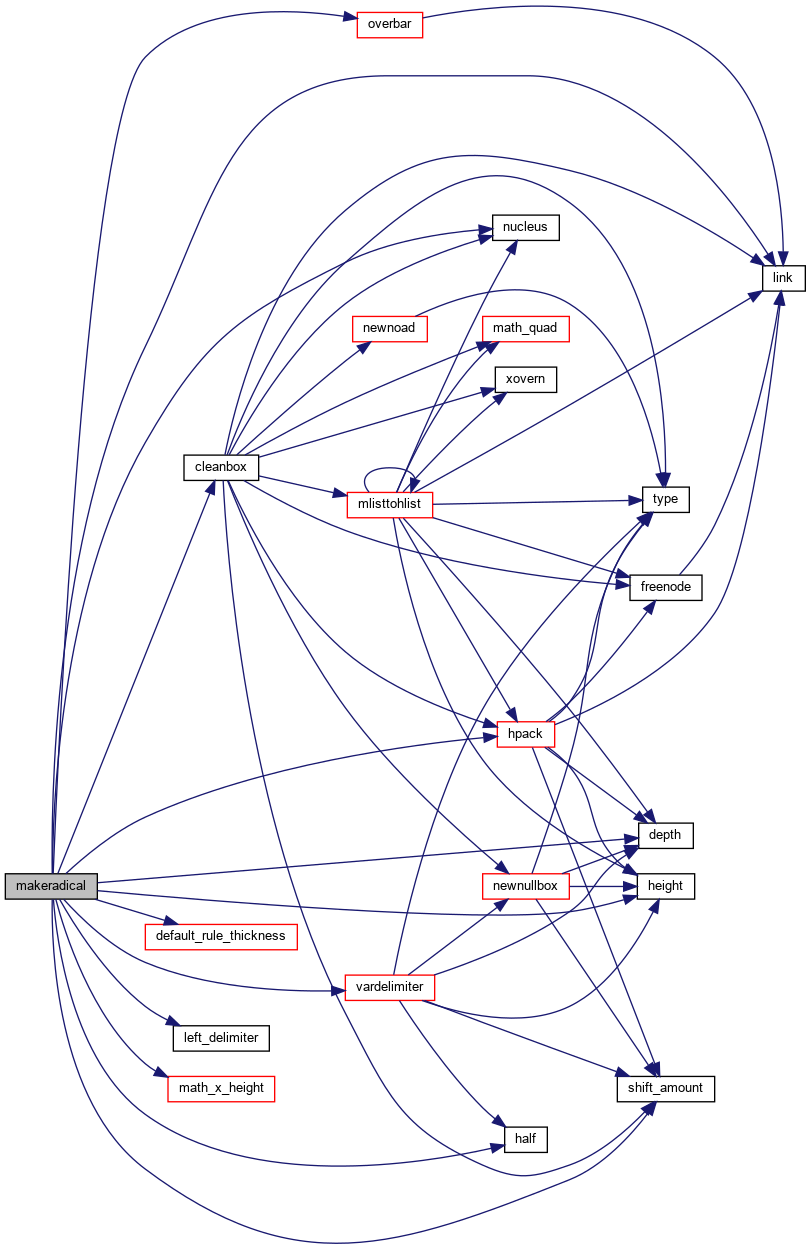 overbar
nucleus
link
newnoad
math_quad
xovern
cleanbox
mlisttohlist
type
freenode
hpack
depth
makeradical
newnullbox
height
default_rule_thickness
vardelimiter
left_delimiter
math_x_height
shift_amount
half